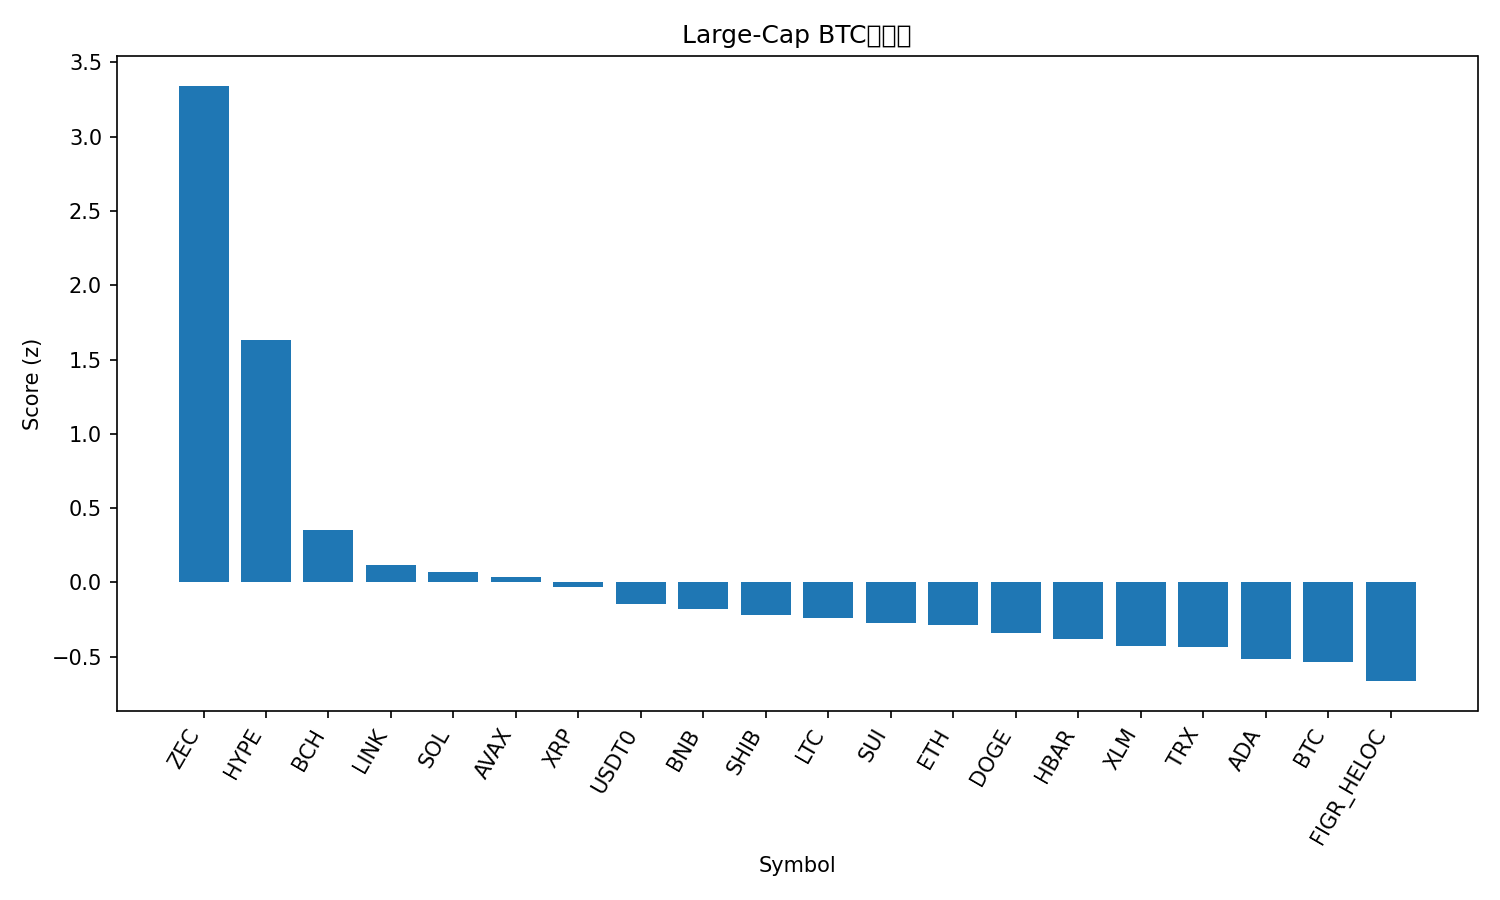 Large-Cap BTC
3.5
3.0
2.5
2.0
1.5
1.0
0.5
0.0
−0.5
Score (z)
ZEC
HYPE
BCH
LINK
SOL
AVAX
XRP
USDT0
BNB
SHIB
LTC
SUI
ETH
DOGE
HBAR
XLM
TRX
ADA
BTC
FIGR_HELOC
Symbol